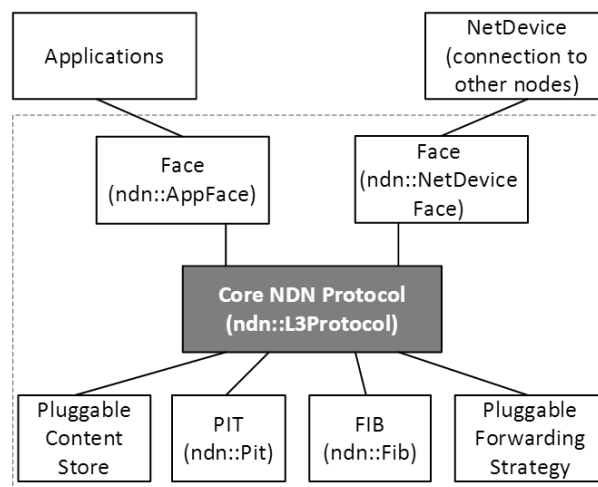 Applications
NetDevice
(connection to
other nodes)
Face
(ndn::AppFace)
Face
(ndn::NetDevice
Face)
Core NDN Protocol
(ndn::L3Protocol)
Pluggable
Content
Store
PIT
(ndn::Pit)
FIB
(ndn::Fib)
Pluggable
Forwarding
Strategy